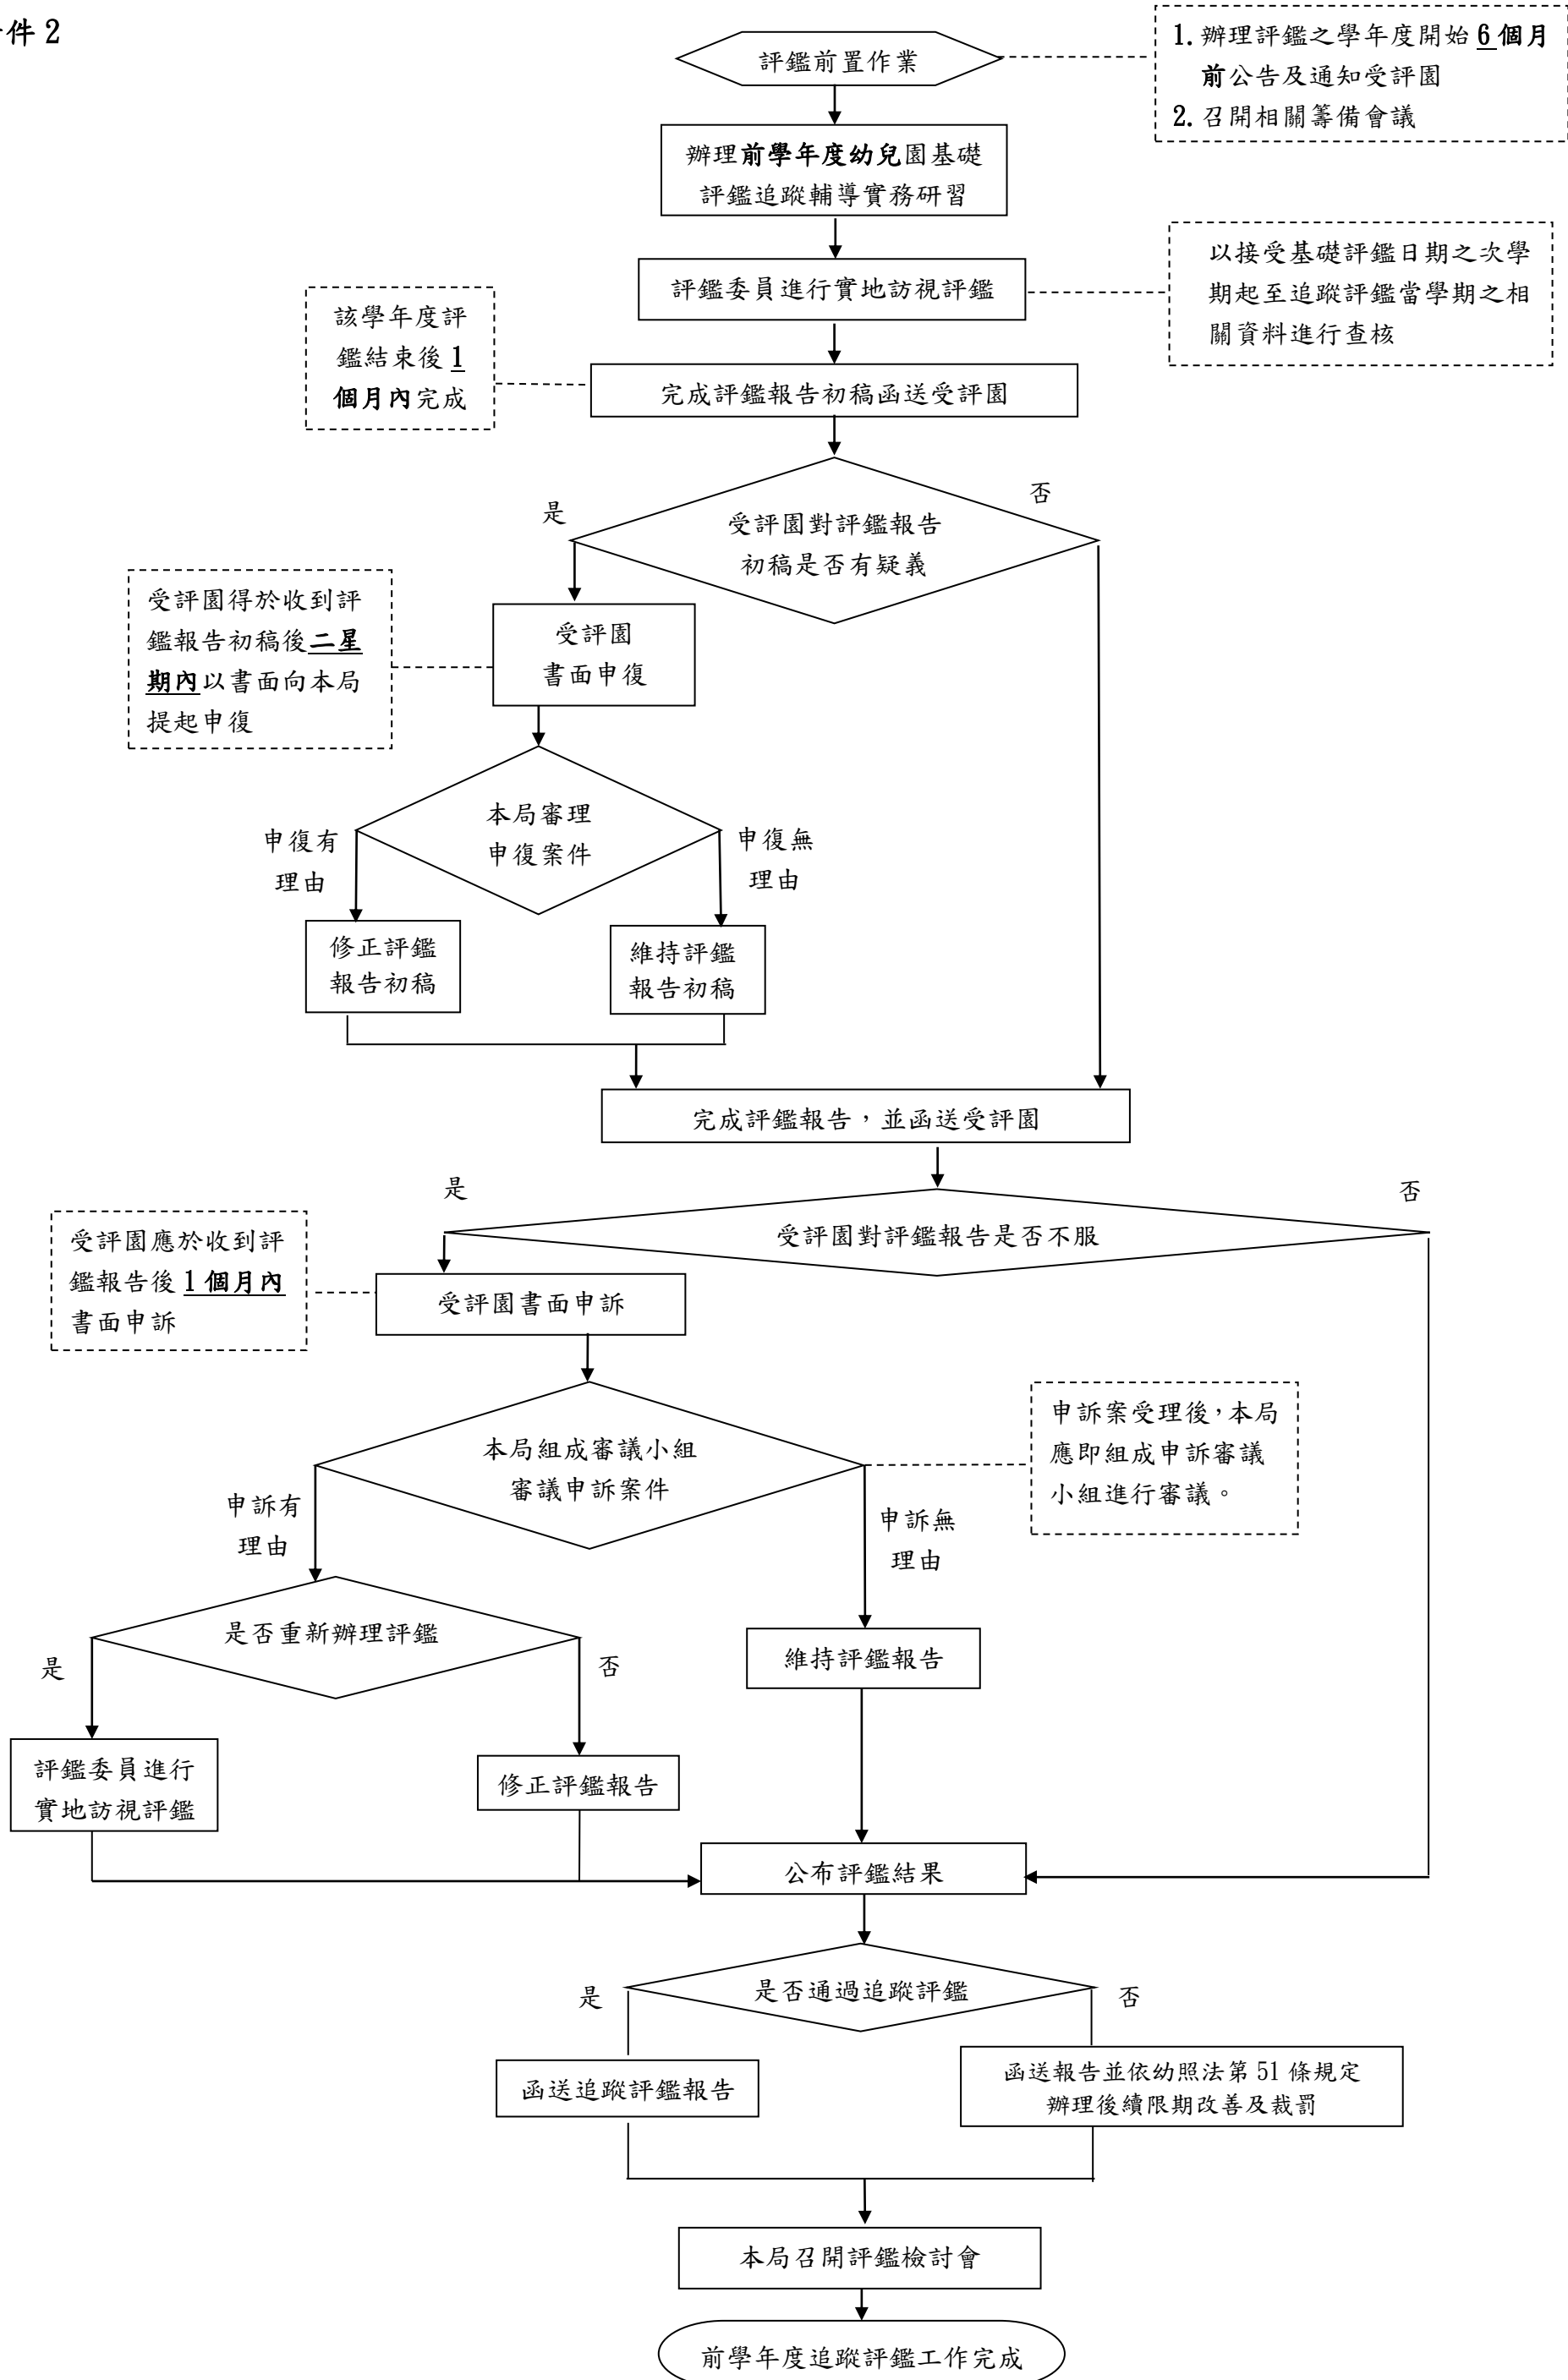 件 2
評鑑前置作業
1. 辦理評鑑之學年度開始 6 個月
前公告及通知受評園
2. 召開相關籌備會議
辦理前學年度幼兒園基礎
評鑑追蹤輔導實務研習
評鑑委員進行實地訪視評鑑
以接受基礎評鑑日期之次學
期起至追蹤評鑑當學期之相
關資料進行查核
該學年度評
鑑結束後 1
個月內完成
完成評鑑報告初稿函送受評園
受評園對評鑑報告
初稿是否有疑義
是
否
受評園得於收到評
鑑報告初稿後二星
期內以書面向本局
提起申復
受評園
書面申復
本局審理
申復案件
申復有
理由
申復無
理由
修正評鑑
報告初稿
維持評鑑
報告初稿
完成評鑑報告，並函送受評園
是
否
受評園對評鑑報告是否不服
受評園應於收到評
鑑報告後 1 個月內
書面申訴
受評園書面申訴
本局組成審議小組
審議申訴案件
申訴案受理後，本局
應即組成申訴審議
小組進行審議。
申訴有
理由
申訴無
理由
是否重新辦理評鑑
是
否
維持評鑑報告
評鑑委員進行
實地訪視評鑑
修正評鑑報告
公布評鑑結果
是否通過追蹤評鑑
是
否
函送追蹤評鑑報告
函送報告並依幼照法第 51 條規定
辦理後續限期改善及裁罰
本局召開評鑑檢討會
前學年度追蹤評鑑工作完成